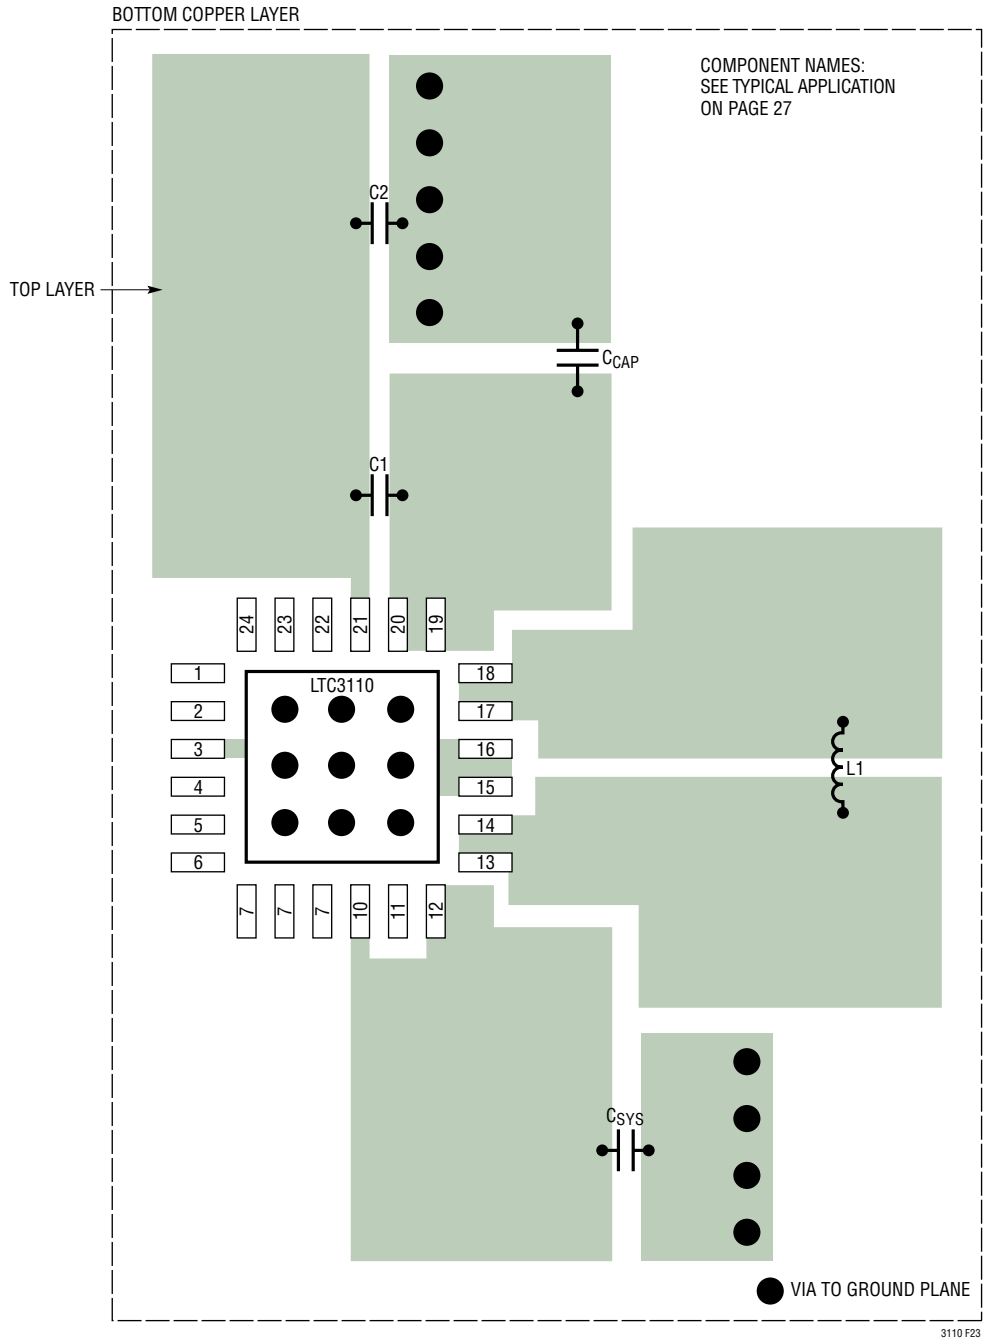 BOTTOM COPPER LAYER
COMPONENT NAMES:
SEE TYPICAL APPLICATION
ON PAGE 27
C2
TOP LAYER
CCAP
C1
24
23
22
21
20
19
1
LTC3110
18
2
17
3
16
4
15
5
14
6
13
L1
7
7
7
10
11
12
CSYS
VIA TO GROUND PLANE
3110 F23